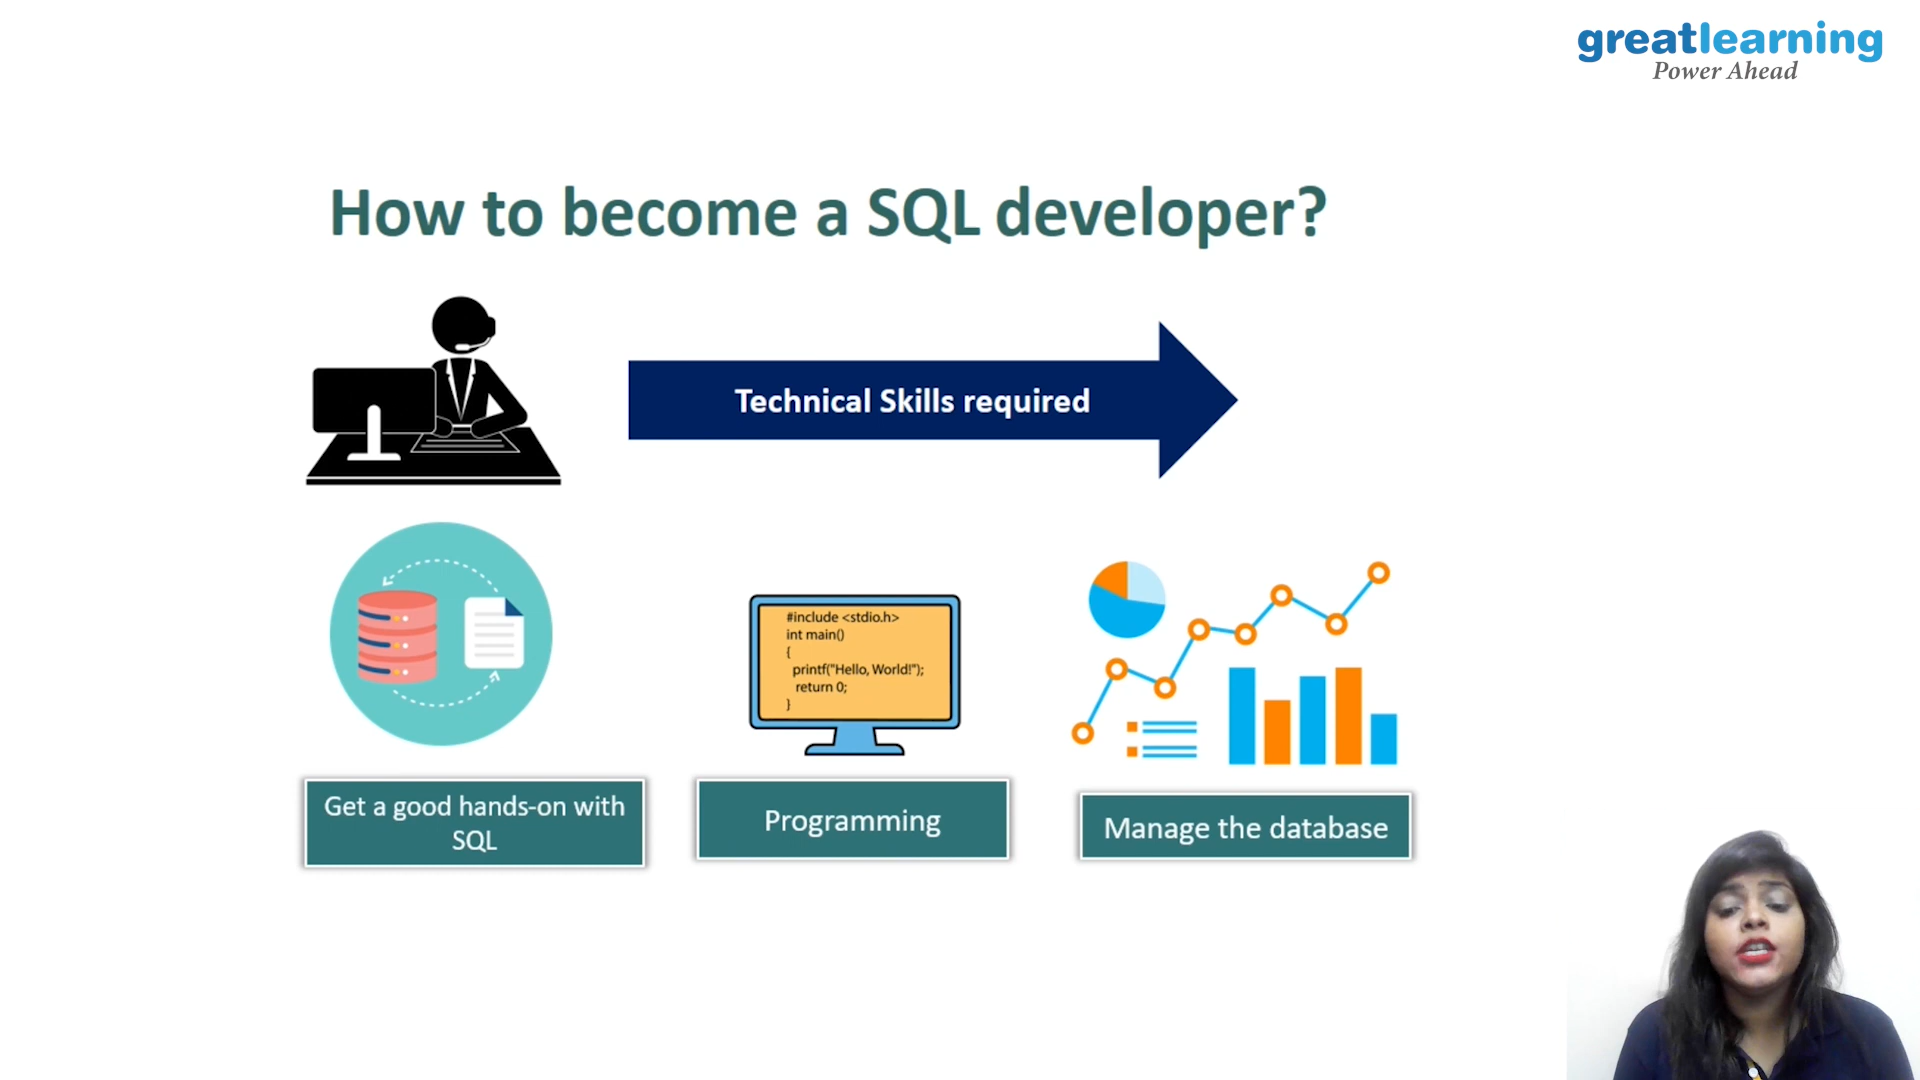 greatlearning
Power Ahead
How to become a SQL developer?
Technical Skills required
#include <stdio.h>
int main()
{
printf("Hello, World!");
return 0;
}
Get a good hands-on with
SQL
Programming
Manage the database